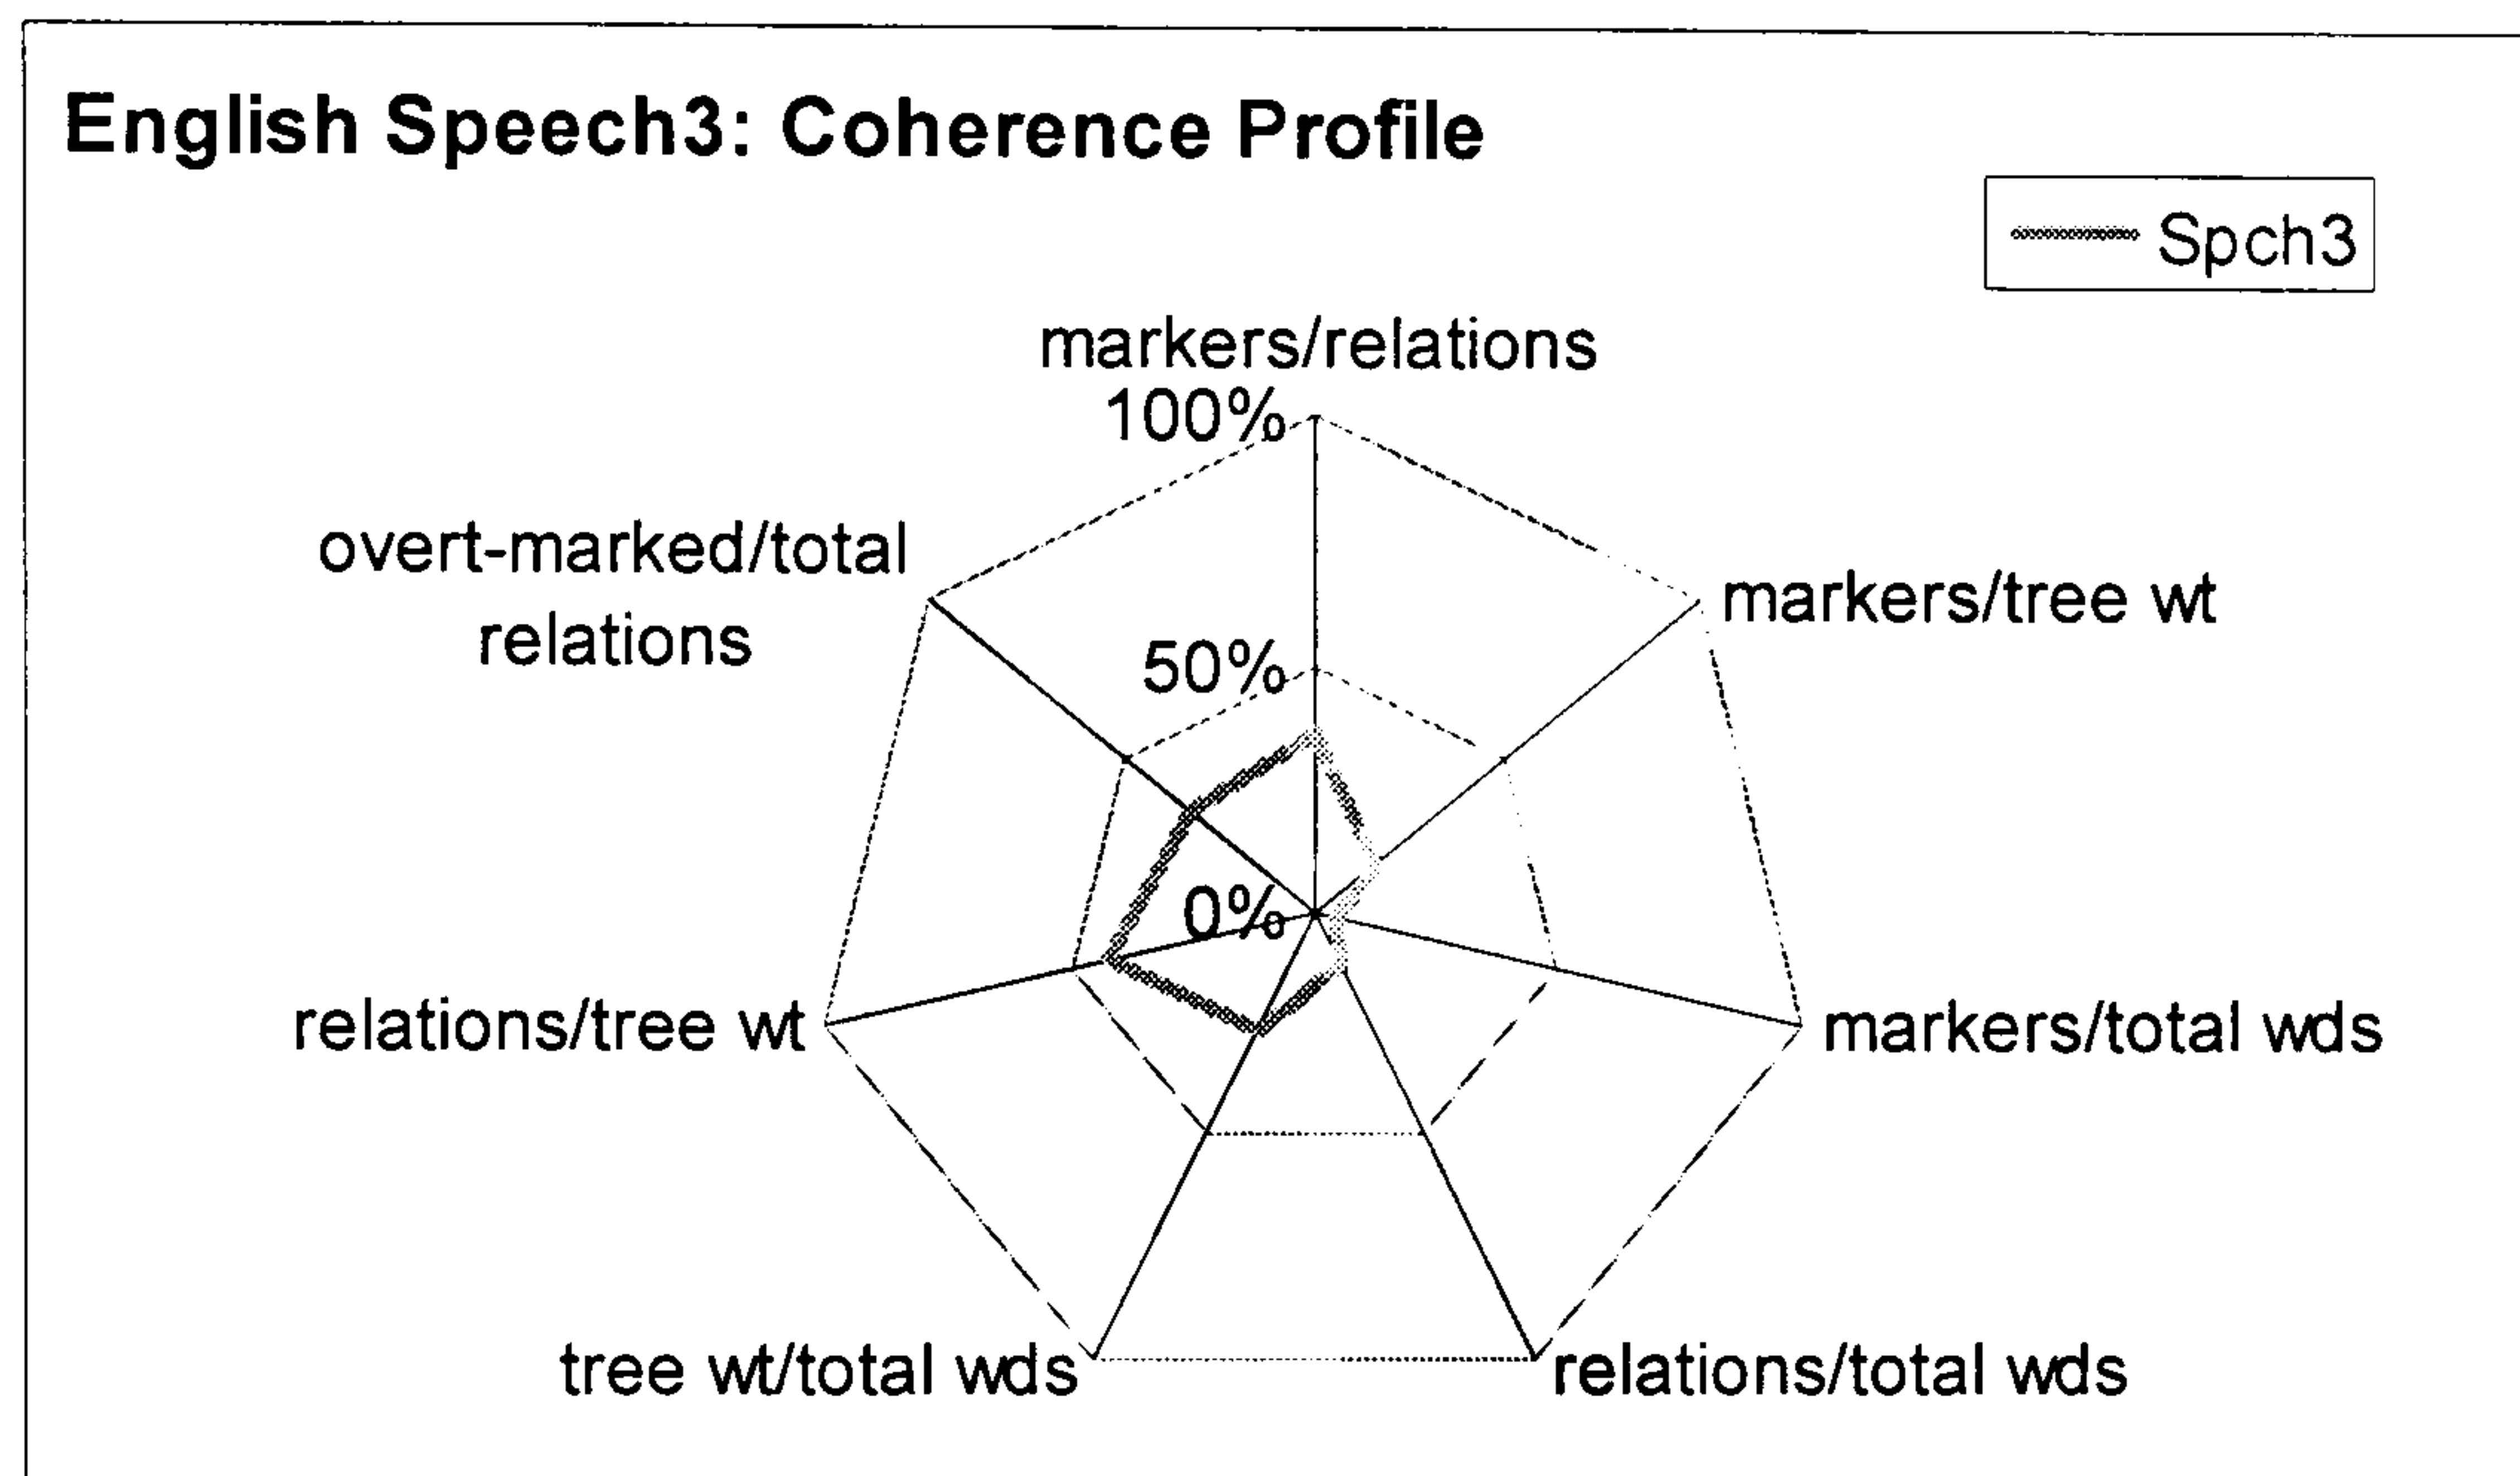 English Speech3: Coherence Profile
Spch3
markers/relations
100%
overt-marked/total
relations
markers/tree wt
50%
0%
relations/tree wt
markers/total wds
tree wt/total wds
relations/total wds